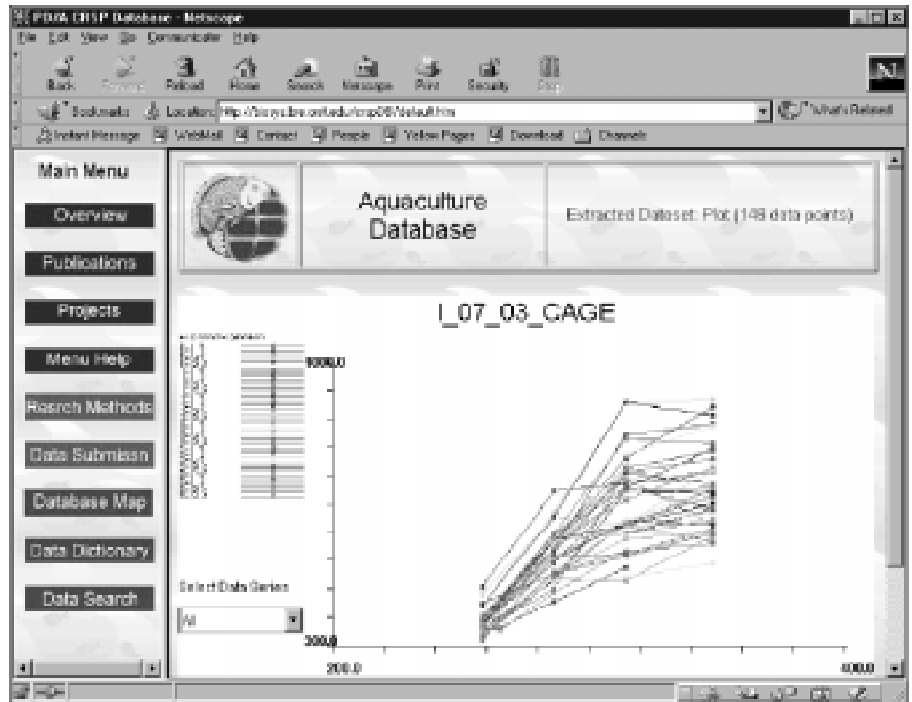 PD/A CRSP Database - Netscape
File Edit View Go Communicator Help
Back Forward Reload Home Search Netscape Print Security Stop
Bookmarks Location: What's Related
Instant Message WebMail Contact People Yellow Pages Download Channels
Main Menu
Overview
Publications
Projects
Menu Help
Resrch Methods
Data Submissn
Database Map
Data Dictionary
Data Search
Aquaculture
Database
Extracted Dataset: Plot (148 data points)
I_07_03_CAGE
1000.0
Select Data Series
All
300.0
200.0
400.0